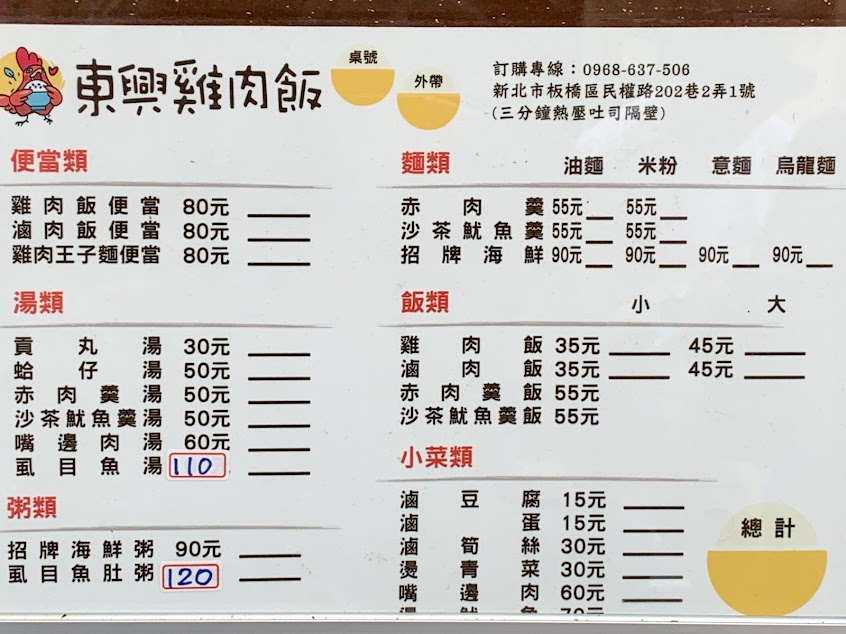 東興雞肉飯
桌號
外帶
訂購專線：0968-637-506
新北市板橋區民權路202巷2弄1號
(三分鐘熱壓吐司隔壁)
便當類
雞肉飯便當 80元
滷肉飯便當 80元
雞肉王子麵便當 80元
湯類
貢丸湯 30元
蛤仔湯 50元
赤肉羹湯 50元
沙茶魷魚羹湯 50元
嘴邊肉湯 60元
虱目魚湯 110
粥類
招牌海鮮粥 90元
虱目魚肚粥 120
麵類 油麵 米粉 意麵 烏龍麵
赤肉羹 55元 55元
沙茶魷魚羹 55元 55元
招牌海鮮 90元 90元 90元 90元
飯類 小 大
雞肉飯 35元 45元
滷肉飯 35元 45元
赤肉羹飯 55元
沙茶魷魚羹飯 55元
小菜類
滷豆腐 15元
滷蛋 15元
滷筍絲 30元
燙青菜 30元
嘴邊肉 60元
總計